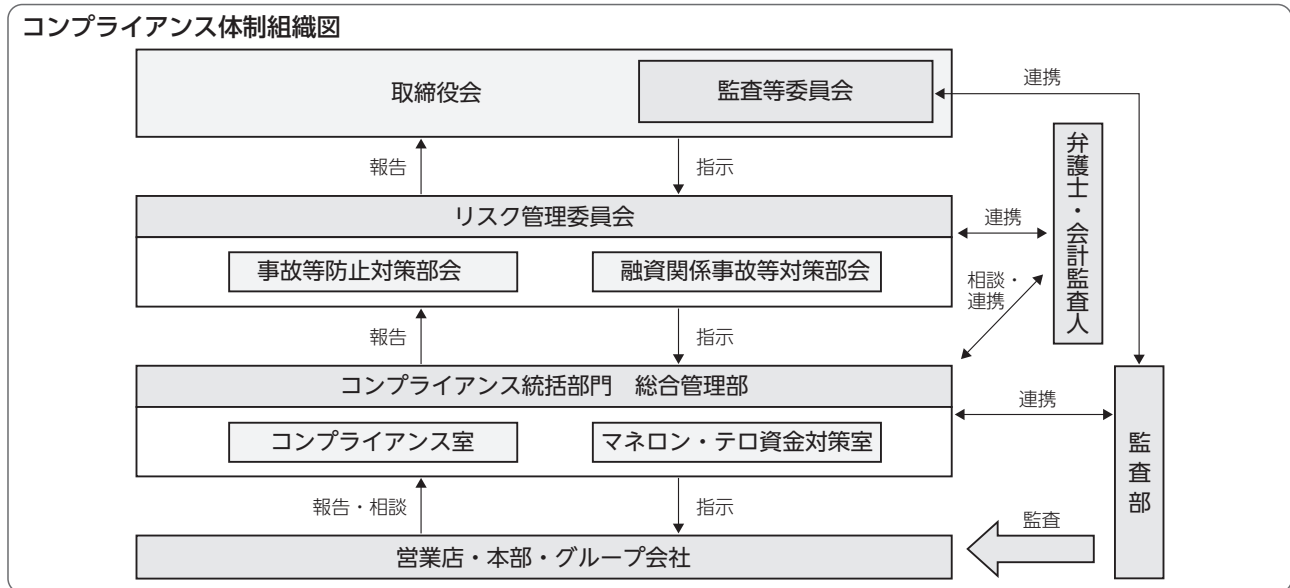 コンプライアンス体制組織図
取締役会
監査等委員会
連携
報告
指示
弁護士・会計監査人
リスク管理委員会
連携
事故等防止対策部会
融資関係事故等対策部会
相談・
連携
報告
指示
コンプライアンス統括部門　総合管理部
連携
コンプライアンス室
マネロン・テロ資金対策室
監査部
報告・相談
指示
監査
営業店・本部・グループ会社